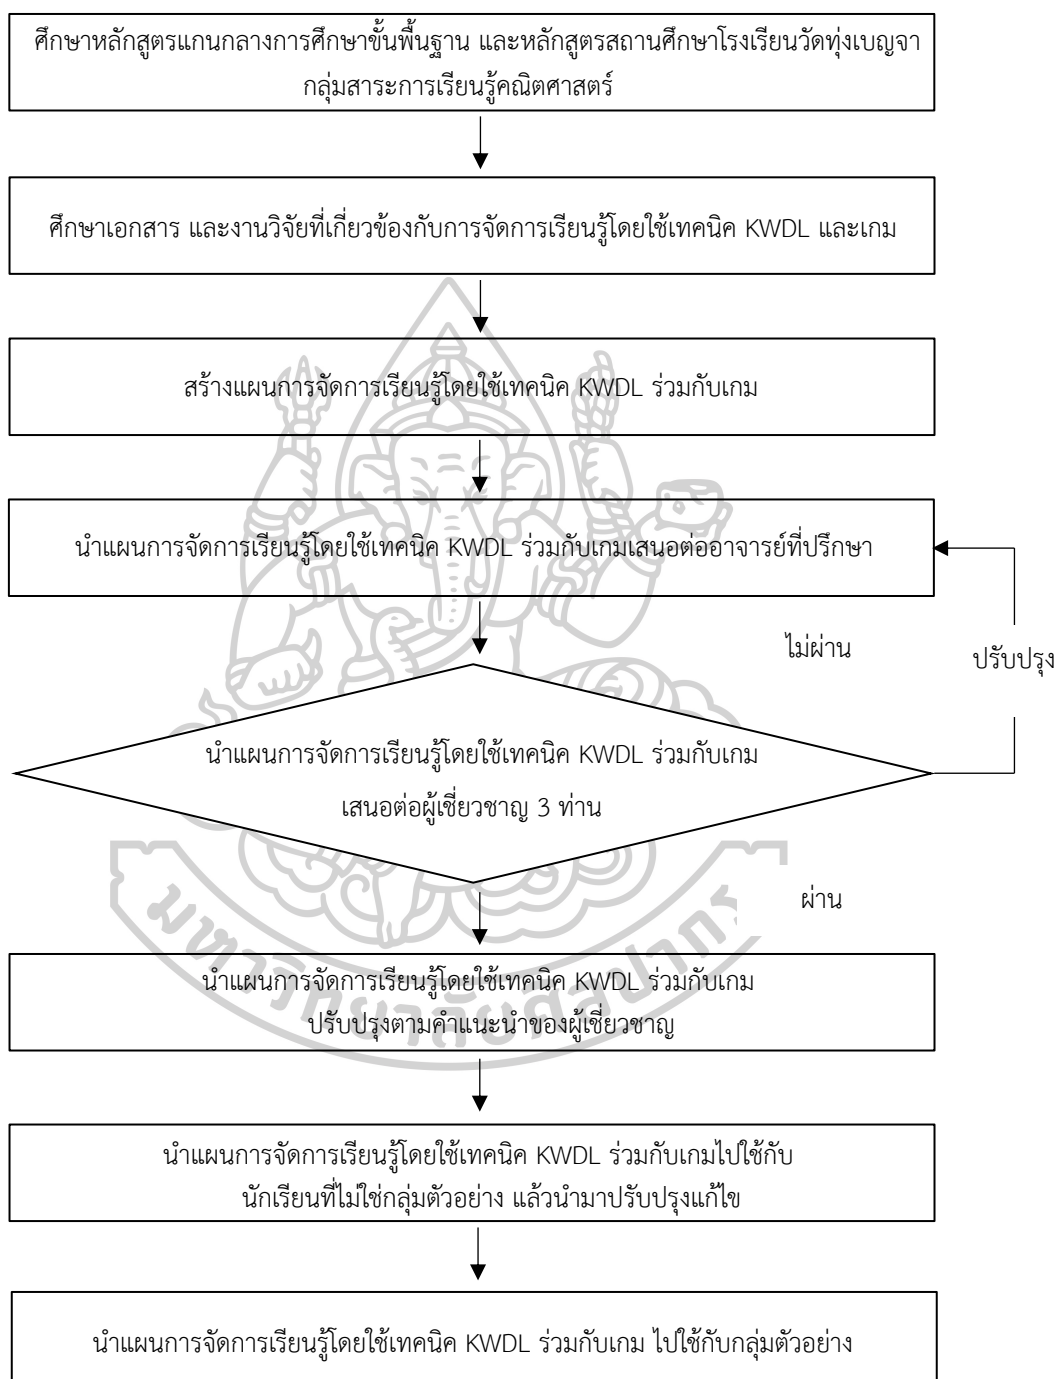 ศึกษาหลักสูตรแกนกลางการศึกษาขั้นพื้นฐาน และหลักสูตรสถานศึกษาโรงเรียนวัดทุ่งเบญจา
กลุ่มสาระการเรียนรู้คณิตศาสตร์
ศึกษาเอกสาร และงานวิจัยที่เกี่ยวข้องกับการจัดการเรียนรู้โดยใช้เทคนิค KWDL และเกม
สร้างแผนการจัดการเรียนรู้โดยใช้เทคนิค KWDL ร่วมกับเกม
นำแผนการจัดการเรียนรู้โดยใช้เทคนิค KWDL ร่วมกับเกมเสนอต่ออาจารย์ที่ปรึกษา
ไม่ผ่าน
ปรับปรุง
นำแผนการจัดการเรียนรู้โดยใช้เทคนิค KWDL ร่วมกับเกม
เสนอต่อผู้เชี่ยวชาญ 3 ท่าน
ผ่าน
นำแผนการจัดการเรียนรู้โดยใช้เทคนิค KWDL ร่วมกับเกม
ปรับปรุงตามคำแนะนำของผู้เชี่ยวชาญ
นำแผนการจัดการเรียนรู้โดยใช้เทคนิค KWDL ร่วมกับเกมไปใช้กับ
นักเรียนที่ไม่ใช่กลุ่มตัวอย่าง แล้วนำมาปรับปรุงแก้ไข
นำแผนการจัดการเรียนรู้โดยใช้เทคนิค KWDL ร่วมกับเกม ไปใช้กับกลุ่มตัวอย่าง